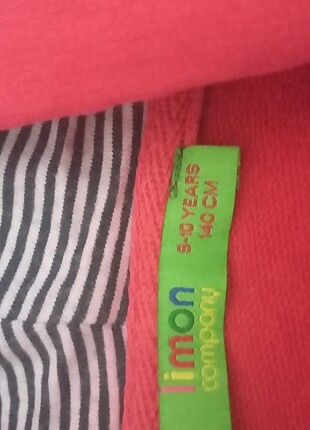 limon
company
9-10 YEARS
140 CM